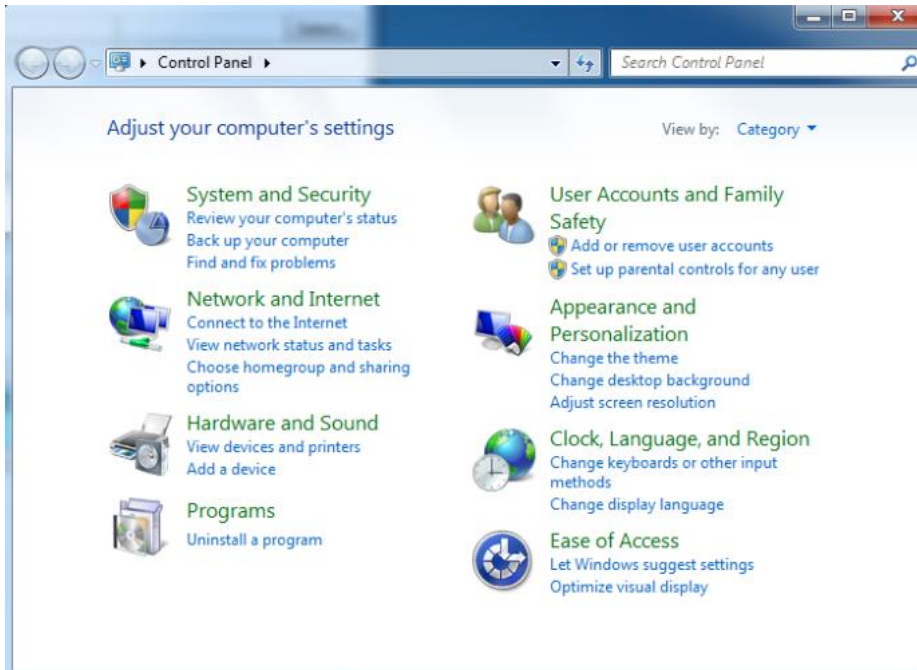 Control Panel
Search Control Panel
Adjust your computer's settings
View by: Category
System and Security
Review your computer's status
Back up your computer
Find and fix problems
Network and Internet
Connect to the Internet
View network status and tasks
Choose homegroup and sharing
options
Hardware and Sound
View devices and printers
Add a device
Programs
Uninstall a program
User Accounts and Family
Safety
Add or remove user accounts
Set up parental controls for any user
Appearance and
Personalization
Change the theme
Change desktop background
Adjust screen resolution
Clock, Language, and Region
Change keyboards or other input
methods
Change display language
Ease of Access
Let Windows suggest settings
Optimize visual display